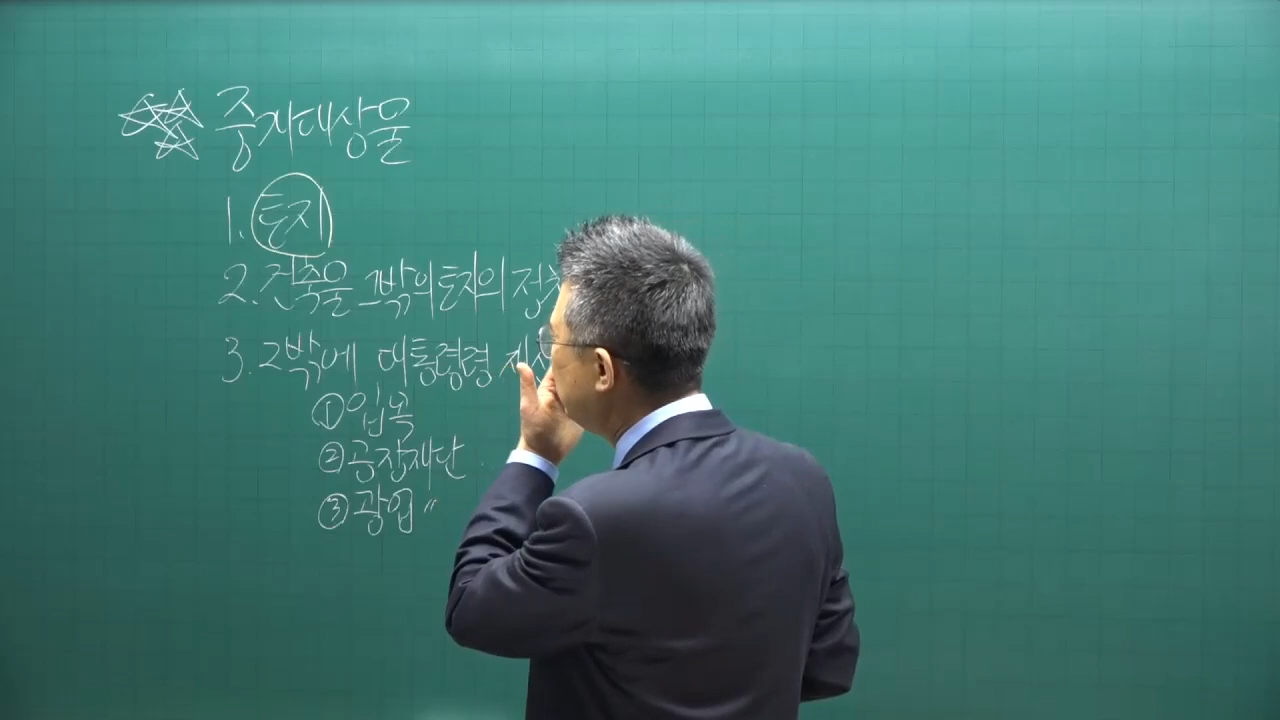 중개대상물
1. 토지
2. 건축물 그밖의 토지의
3. 그밖에 대통령령
① 입목
② 공장재단
③ 광업 〃